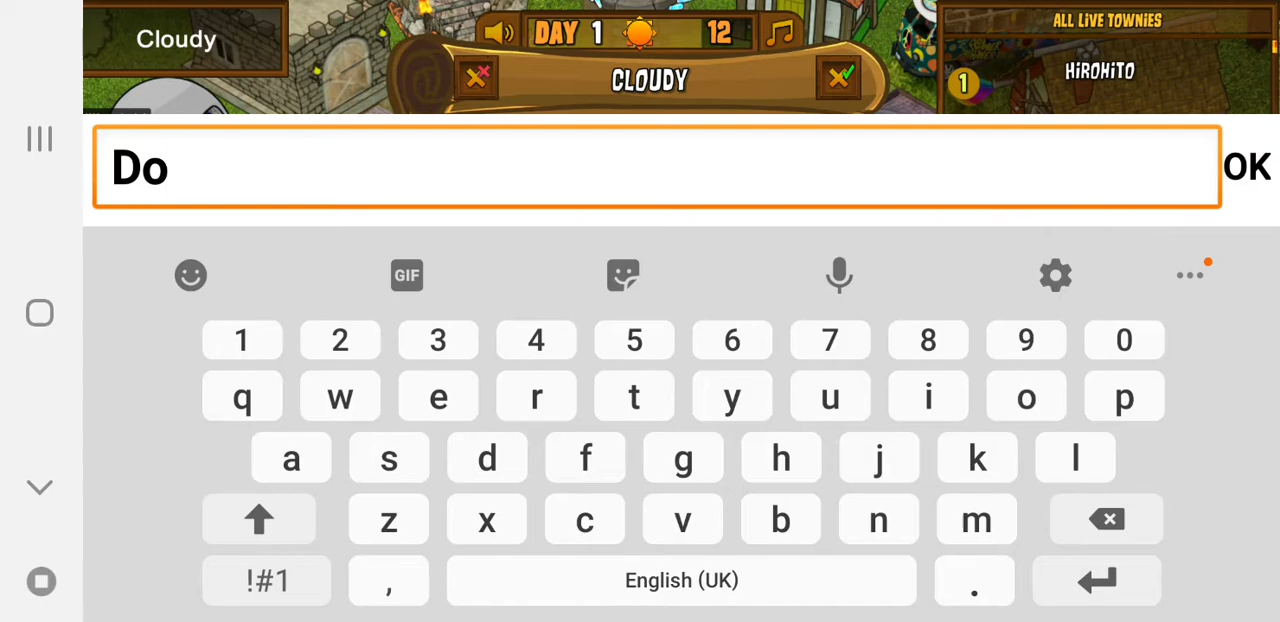 Cloudy
DAY 1 12
CLOUDY
ALL LIVE TOWNIES
1 HIROHITO
Do
OK
GIF
1 2 3 4 5 6 7 8 9 0
q w e r t y u i o p
a s d f g h j k l
z x c v b n m
!#1 , English (UK) .